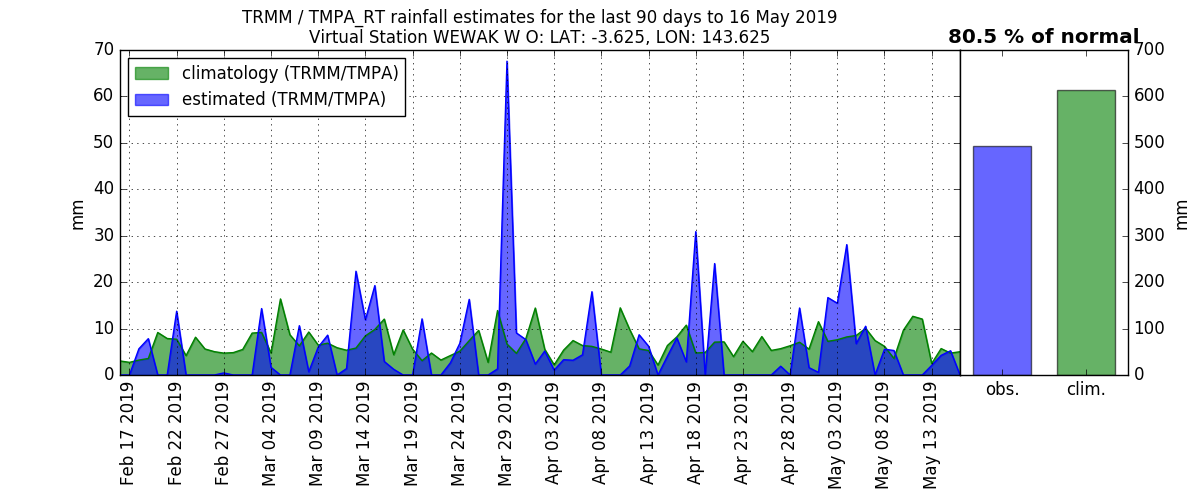 TRMM / TMPA_RT rainfall estimates for the last 90 days to 16 May 2019
Virtual Station WEWAK W O: LAT: -3.625, LON: 143.625
80.5 % of normal
climatology (TRMM/TMPA)
estimated (TRMM/TMPA)
70
60
50
40
30
20
10
0
mm
700
600
500
400
300
200
100
0
mm
Feb 17 2019
Feb 22 2019
Feb 27 2019
Mar 04 2019
Mar 09 2019
Mar 14 2019
Mar 19 2019
Mar 24 2019
Mar 29 2019
Apr 03 2019
Apr 08 2019
Apr 13 2019
Apr 18 2019
Apr 23 2019
Apr 28 2019
May 03 2019
May 08 2019
May 13 2019
obs.
clim.